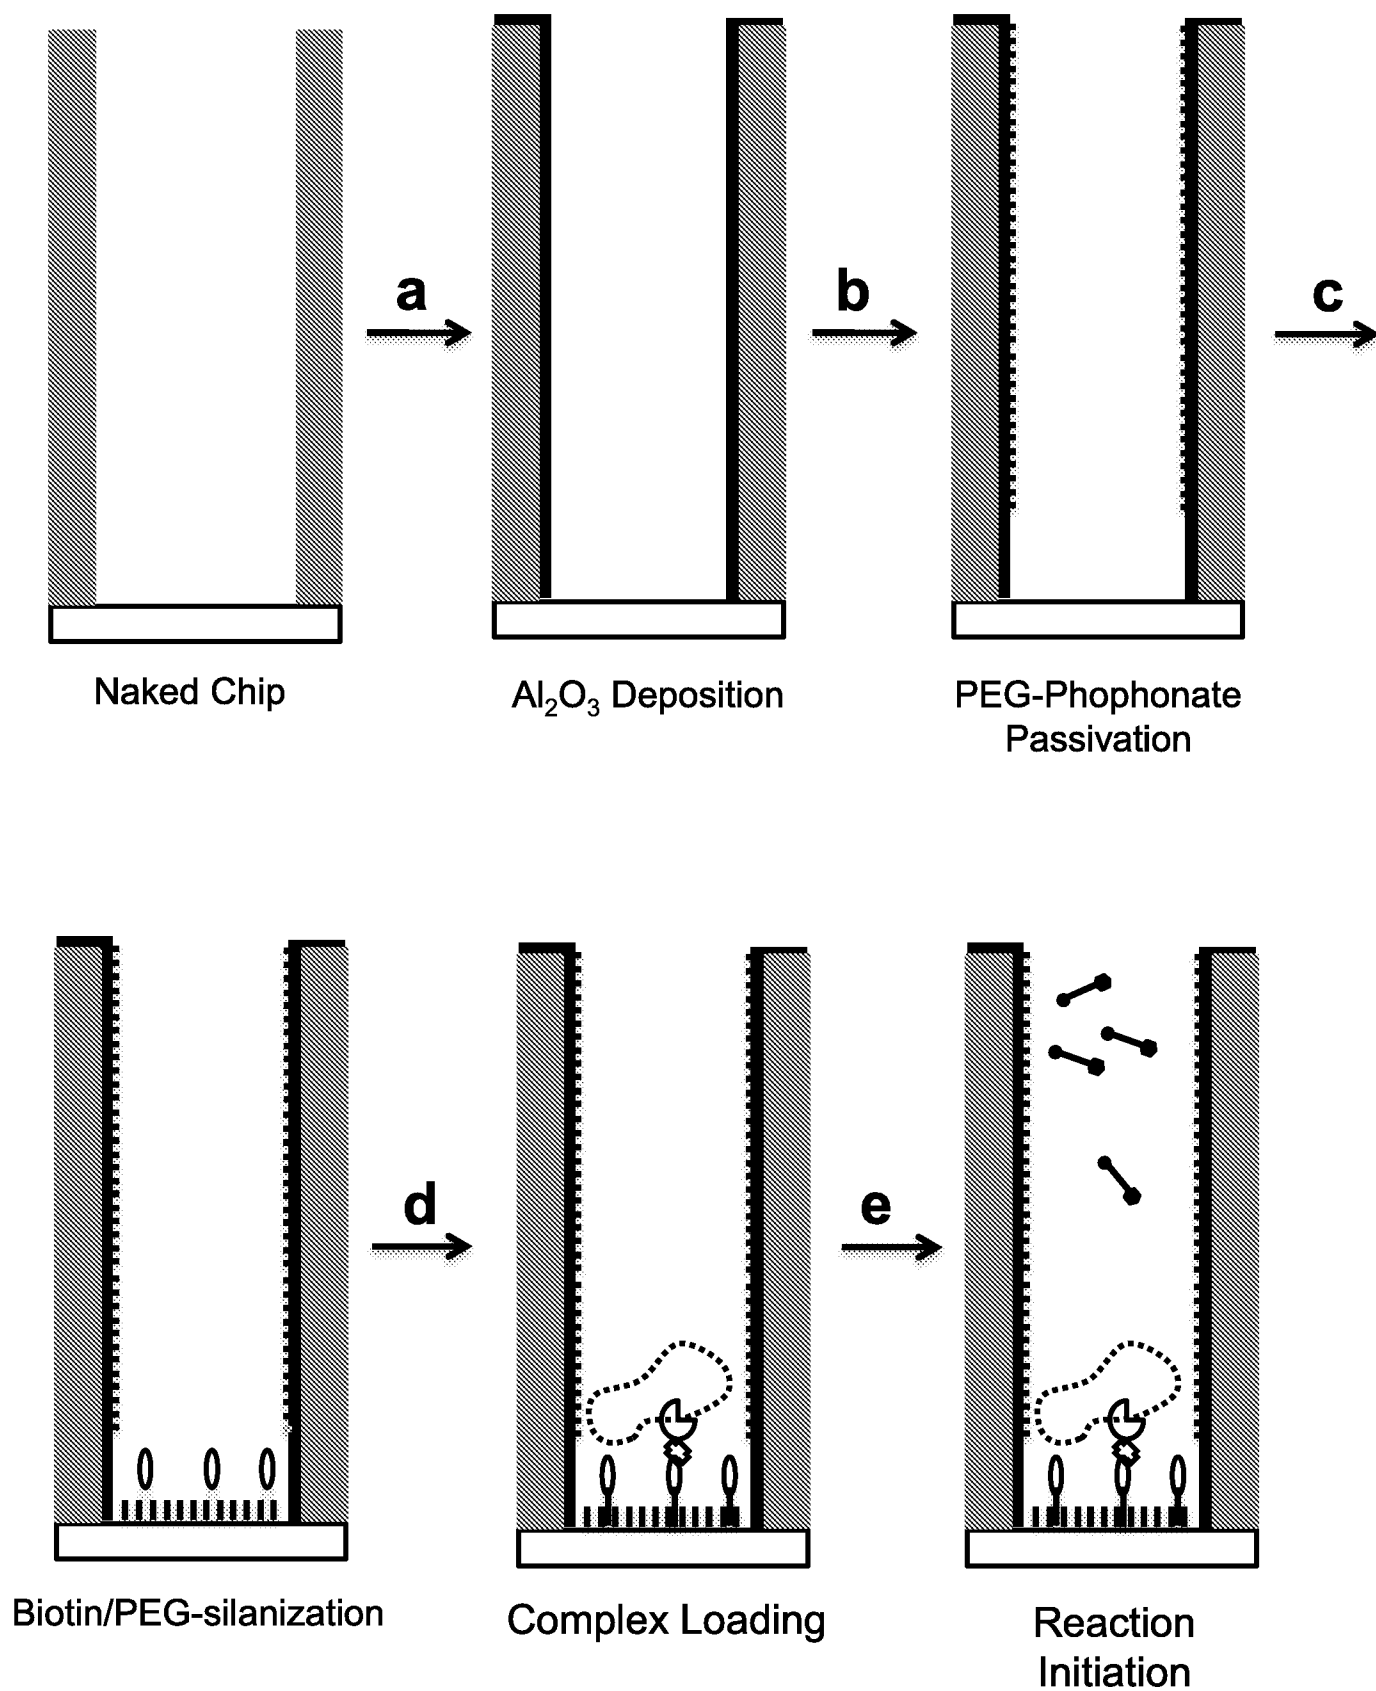 a
b
c
Naked Chip
Al₂O₃ Deposition
PEG-Phophonate
Passivation
d
e
Biotin/PEG-silanization
Complex Loading
Reaction
Initiation